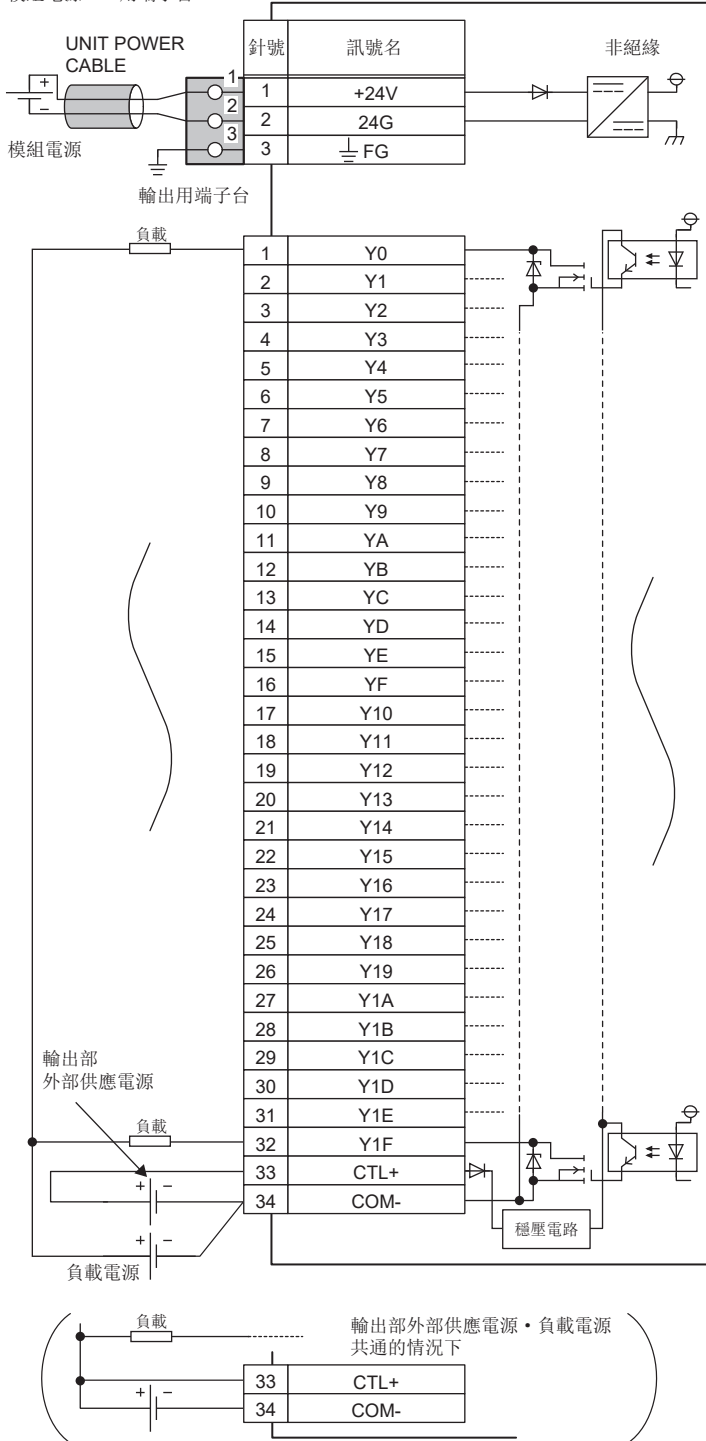 UNIT POWER
CABLE
+
−
模組電源
1
2
3
輸出用端子台
針號 訊號名
1 +24V
2 24G
3 FG
非絕緣
負載
1 Y0
2 Y1
3 Y2
4 Y3
5 Y4
6 Y5
7 Y6
8 Y7
9 Y8
10 Y9
11 YA
12 YB
13 YC
14 YD
15 YE
16 YF
17 Y10
18 Y11
19 Y12
20 Y13
21 Y14
22 Y15
23 Y16
24 Y17
25 Y18
26 Y19
27 Y1A
28 Y1B
29 Y1C
30 Y1D
31 Y1E
32 Y1F
33 CTL+
34 COM-
輸出部
外部供應電源
負載
+ −
+ −
負載電源
穩壓電路
負載
輸出部外部供應電源・負載電源
共通的情況下
+ −
33 CTL+
34 COM-